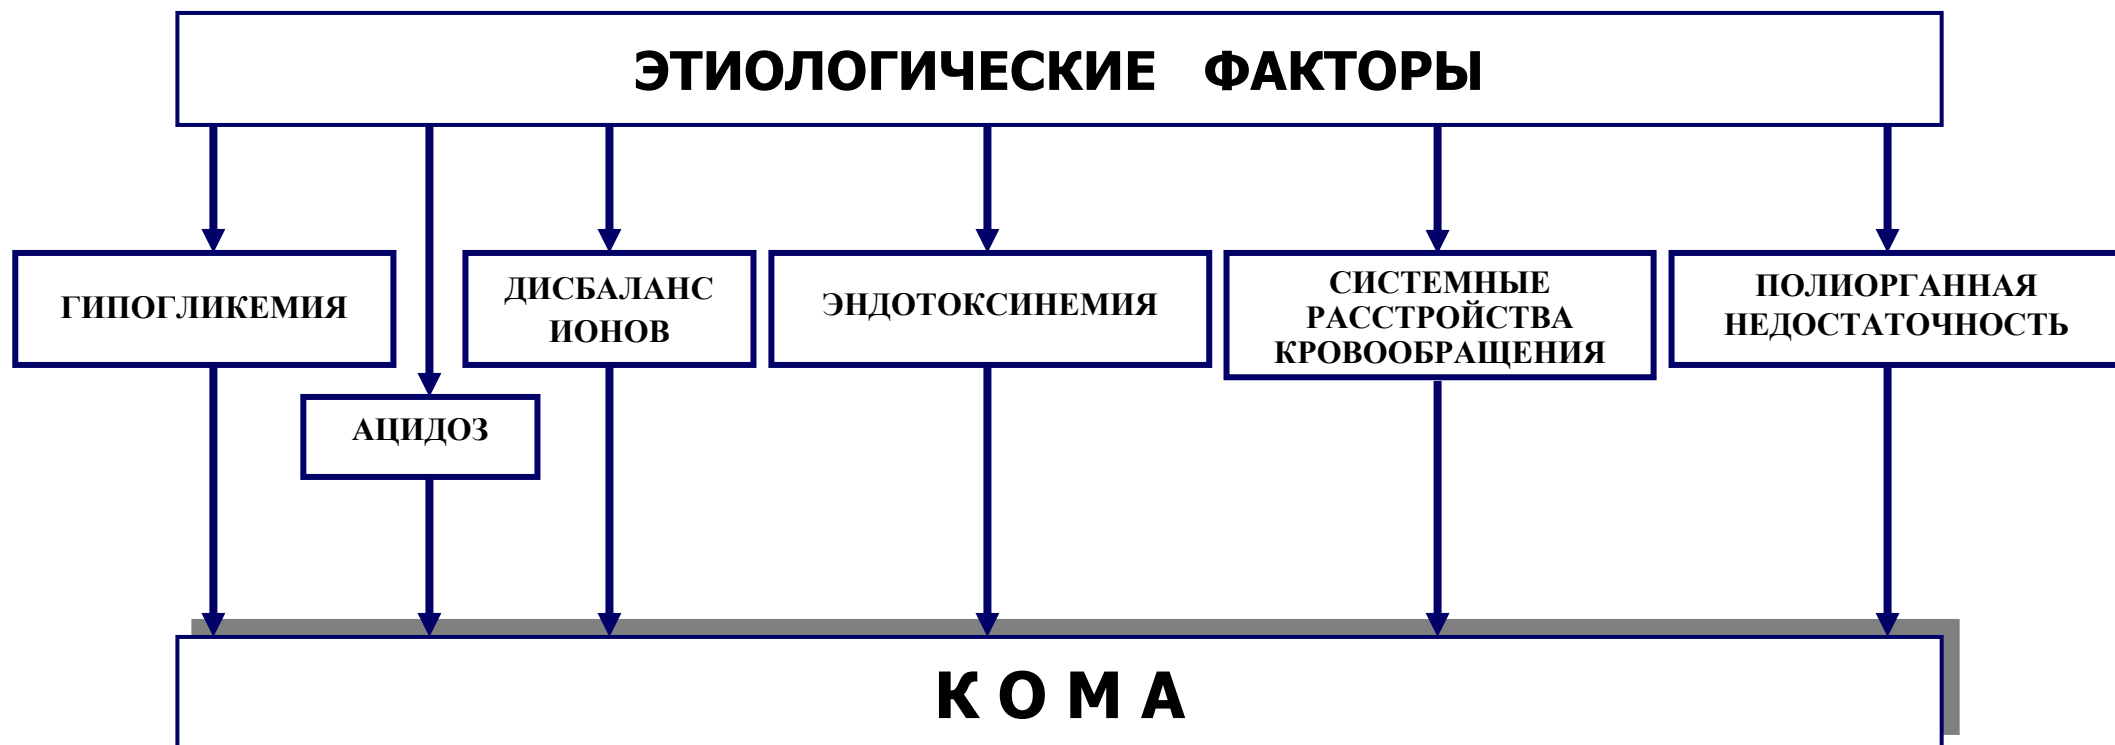 ЭТИОЛОГИЧЕСКИЕ ФАКТОРЫ
ГИПОГЛИКЕМИЯ
ДИСБАЛАНС
ИОНОВ
ЭНДОТОКСИНЕМИЯ
СИСТЕМНЫЕ
РАССТРОЙСТВА
КРОВООБРАЩЕНИЯ
ПОЛИОРГАННАЯ
НЕДОСТАТОЧНОСТЬ
АЦИДОЗ
К О М А